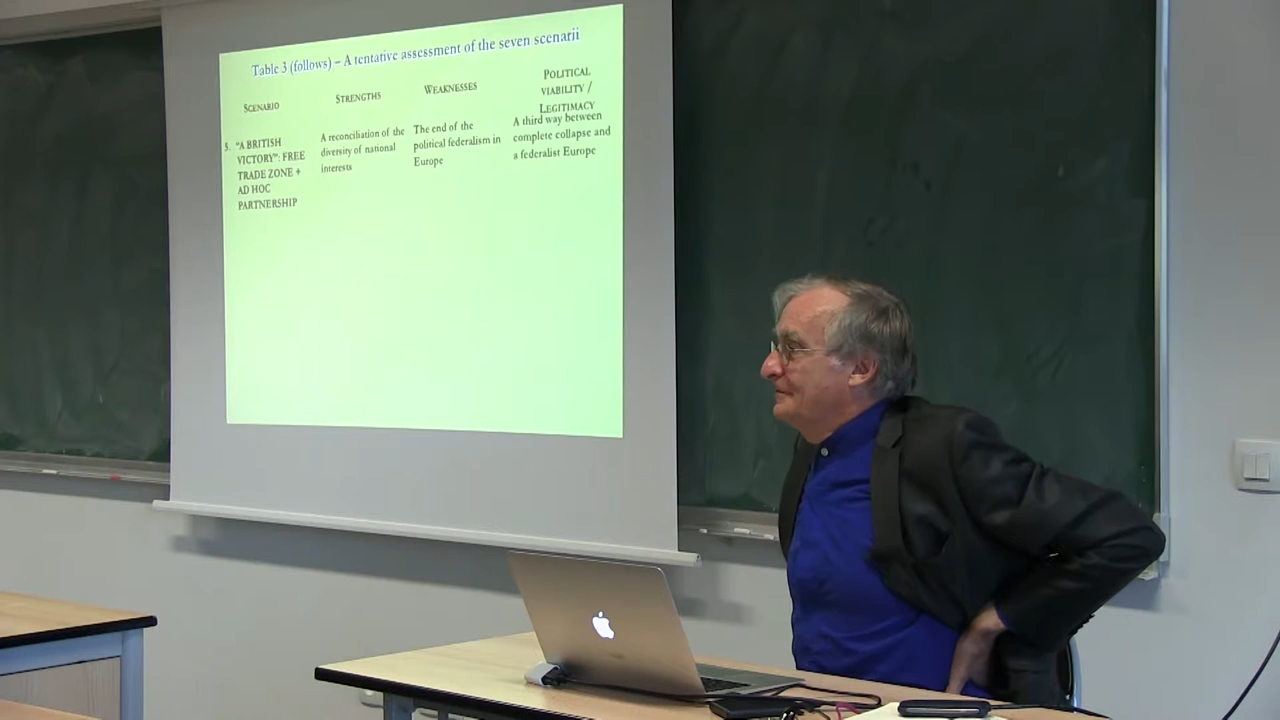 Table 3 (follows) – A tentative assessment of the seven scenarii
SCENARIO
STRENGTHS
WEAKNESSES
POLITICAL
VIABILITY /
LEGITIMACY
5. "A BRITISH
VICTORY": FREE
TRADE ZONE +
AD HOC
PARTNERSHIP
A reconciliation of the
diversity of national
interests
The end of the
political federalism in
Europe
A third way between
complete collapse and
a federalist Europe